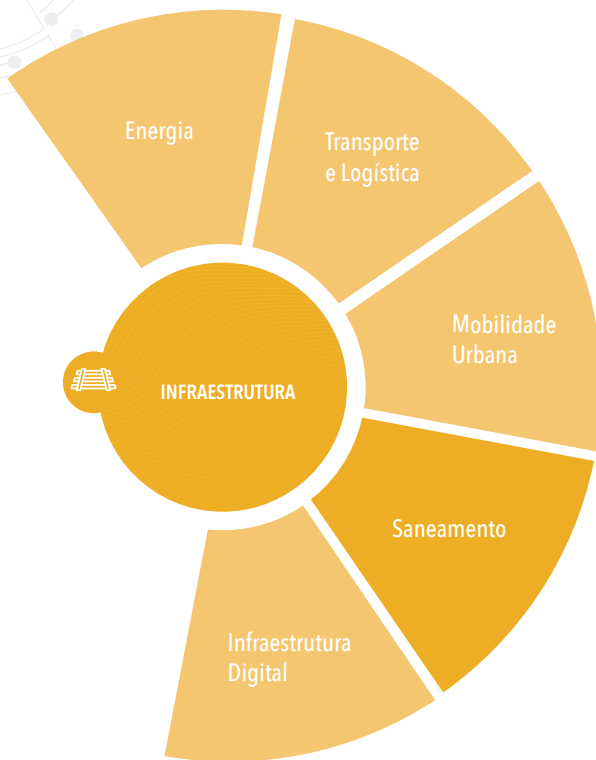 Energia
Transporte
e Logística
Mobilidade
Urbana
INFRAESTRUTURA
Saneamento
Infraestrutura
Digital